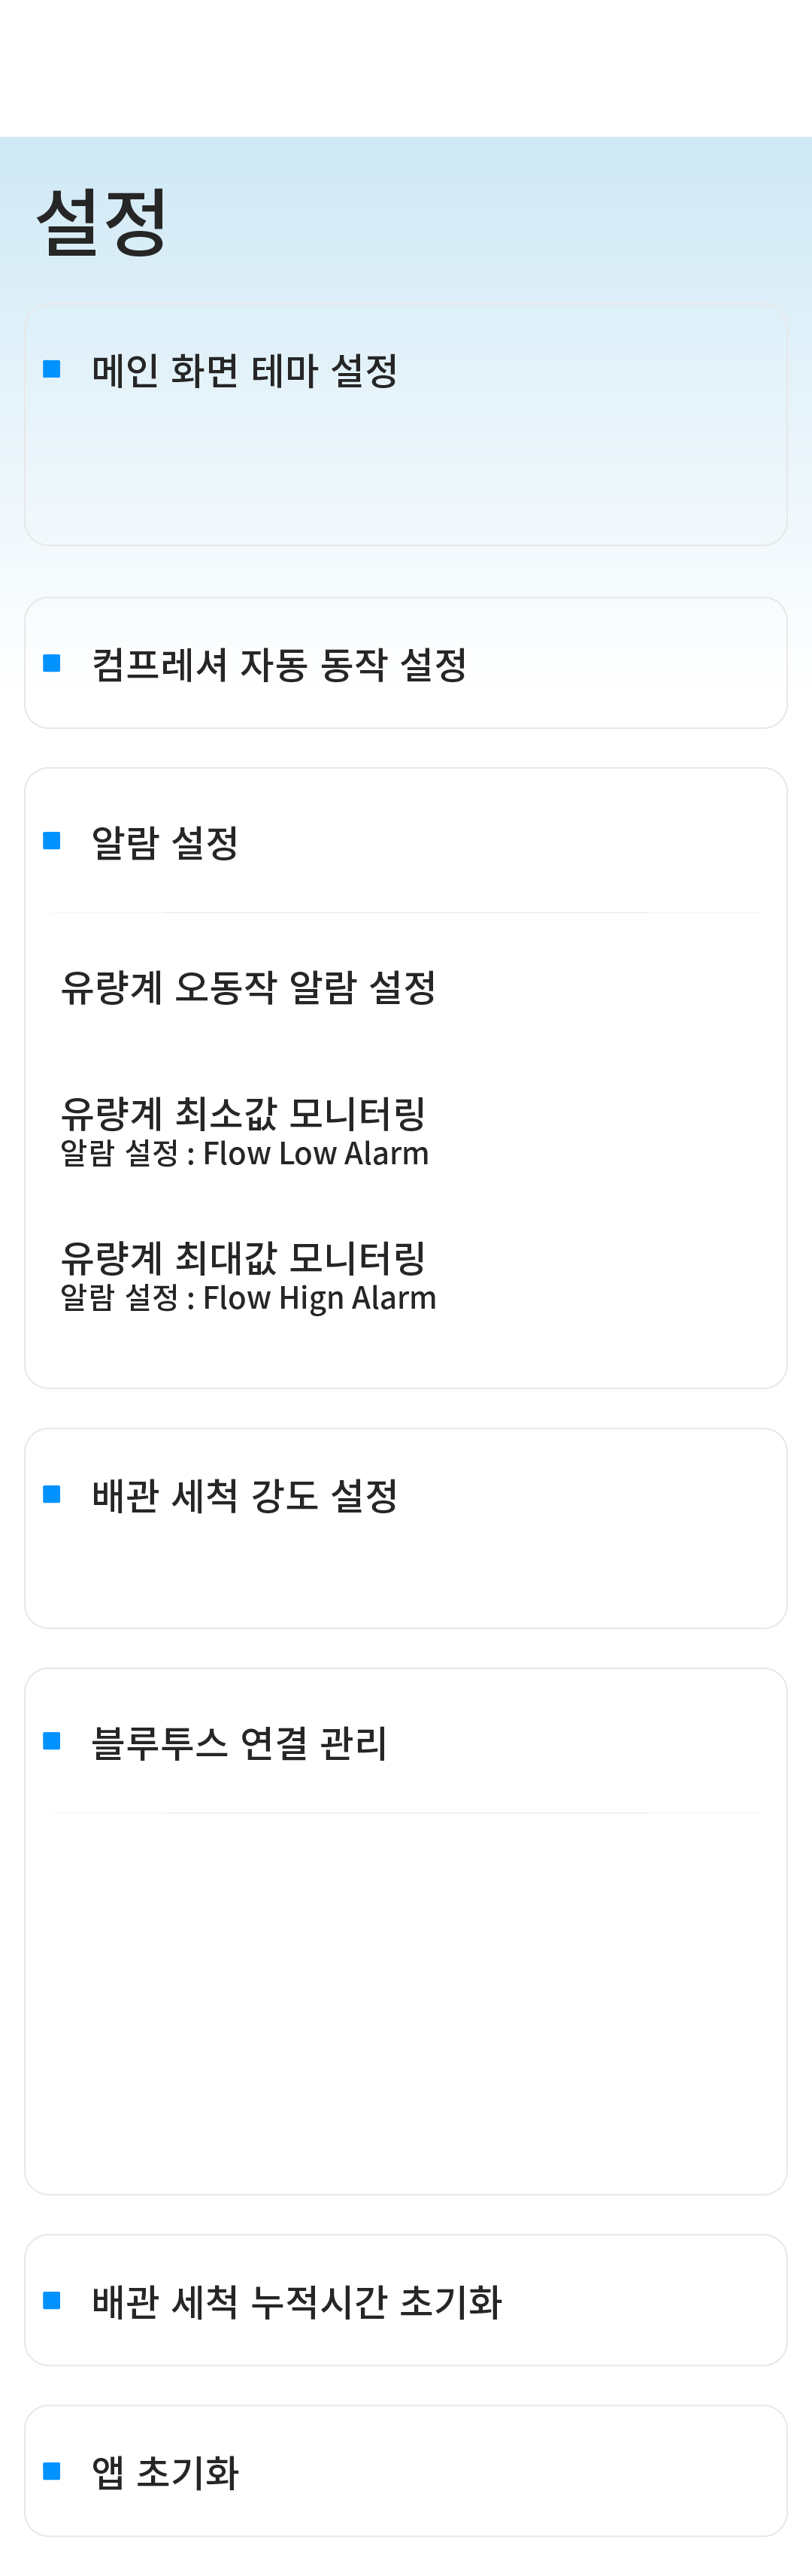 설정
메인 화면 테마 설정
컴프레셔 자동 동작 설정
알람 설정
유량계 오동작 알람 설정
유량계 최소값 모니터링
알람 설정 : Flow Low Alarm
유량계 최대값 모니터링
알람 설정 : Flow Hign Alarm
배관 세척 강도 설정
블루투스 연결 관리
배관 세척 누적시간 초기화
앱 초기화